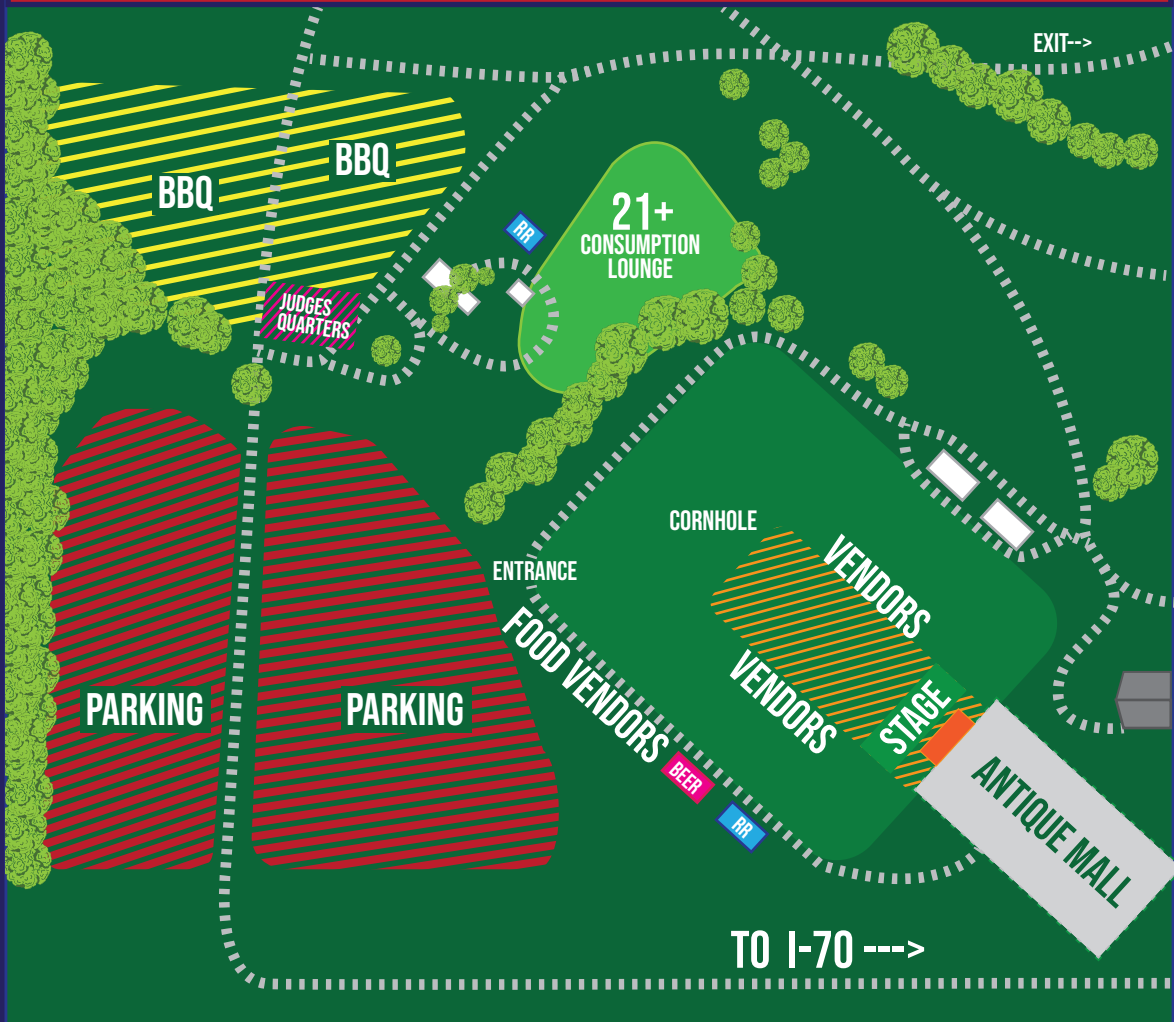 EXIT-->
BBQ
BBQ
21+
CONSUMPTION
LOUNGE
RR
JUDGES
QUARTERS
CORNHOLE
ENTRANCE
VENDORS
FOOD VENDORS
VENDORS
STAGE
PARKING
PARKING
BEER
RR
ANTIQUE MALL
TO I-70 --->